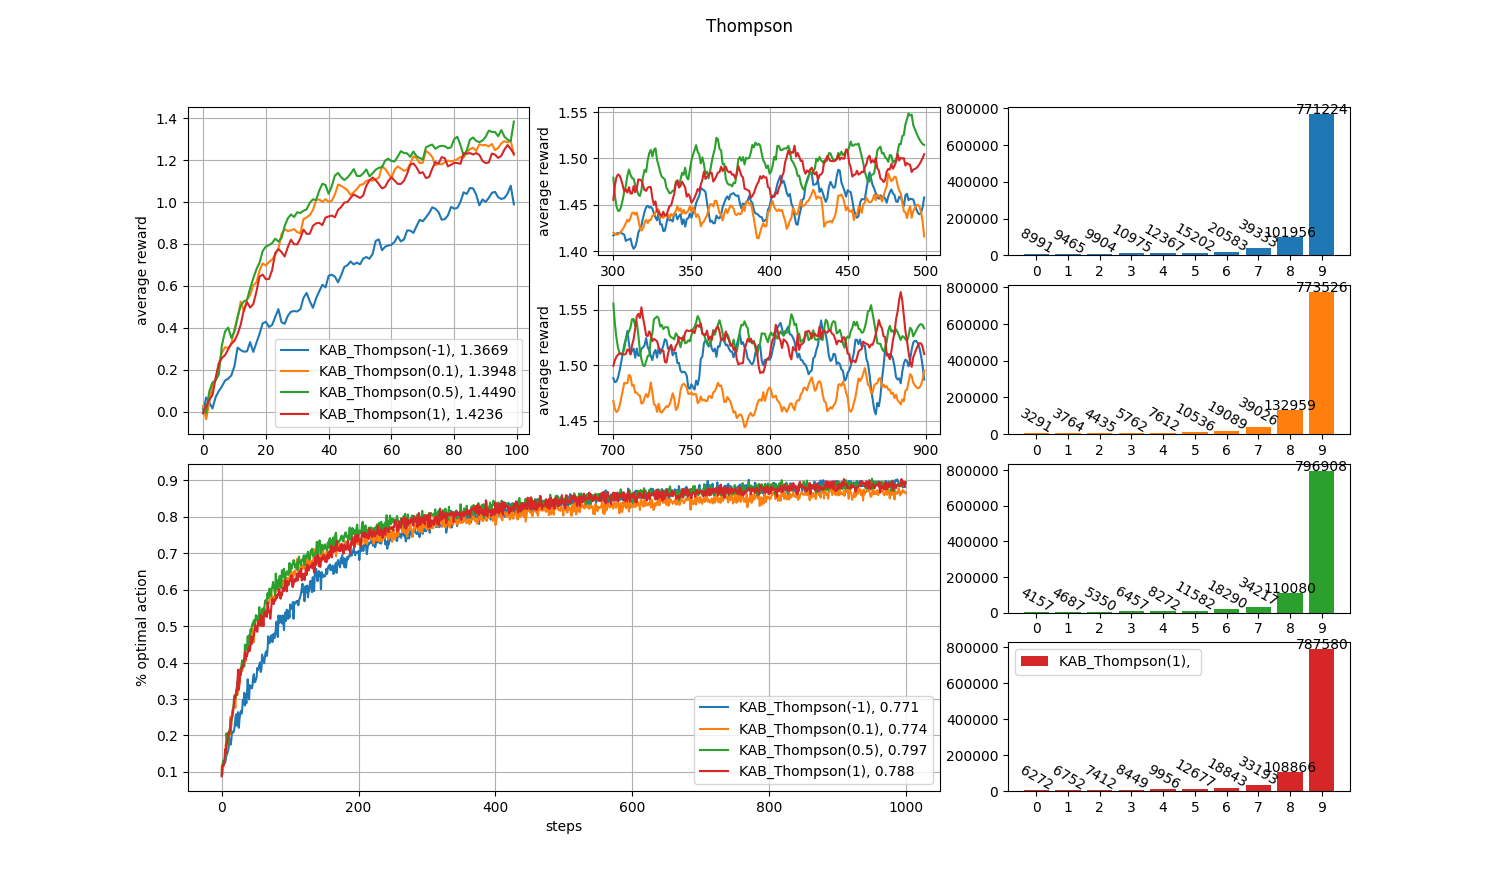 Thompson
average reward
1.4
1.2
1.0
0.8
0.6
0.4
0.2
0.0
0 20 40 60 80 100
KAB_Thompson(-1), 1.3669
KAB_Thompson(0.1), 1.3948
KAB_Thompson(0.5), 1.4490
KAB_Thompson(1), 1.4236
average reward
1.55
1.50
1.45
1.40
300 350 400 450 500
average reward
1.55
1.50
1.45
700 750 800 850 900
800000
600000
400000
200000
0
8991 9465 9904 10975 12367 15202 20583 39333 101956 771224
0 1 2 3 4 5 6 7 8 9
800000
600000
400000
200000
0
3291 3764 4435 5762 7612 10536 19089 39026 132959 773526
% optimal action
0.9
0.8
0.7
0.6
0.5
0.4
0.3
0.2
0.1
0 200 400 600 800 1000
steps
KAB_Thompson(-1), 0.771
KAB_Thompson(0.1), 0.774
KAB_Thompson(0.5), 0.797
KAB_Thompson(1), 0.788
800000
600000
400000
200000
0
4157 4687 5350 6457 8272 11582 18290 34217 110080 796908
0 1 2 3 4 5 6 7 8 9
800000
600000
400000
200000
0
KAB_Thompson(1),
6272 6752 7412 8449 9956 12677 18843 33193 108866 787580
0 1 2 3 4 5 6 7 8 9